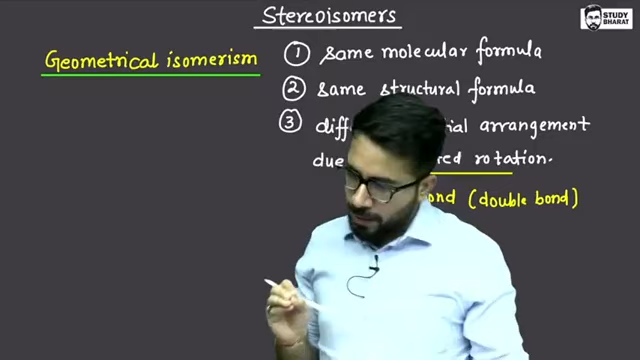 Stereoisomers
STUDY
BHARAT
Geometrical isomerism
① same molecular formula
② same structural formula
③ arrangement
due rotation.
(double bond)